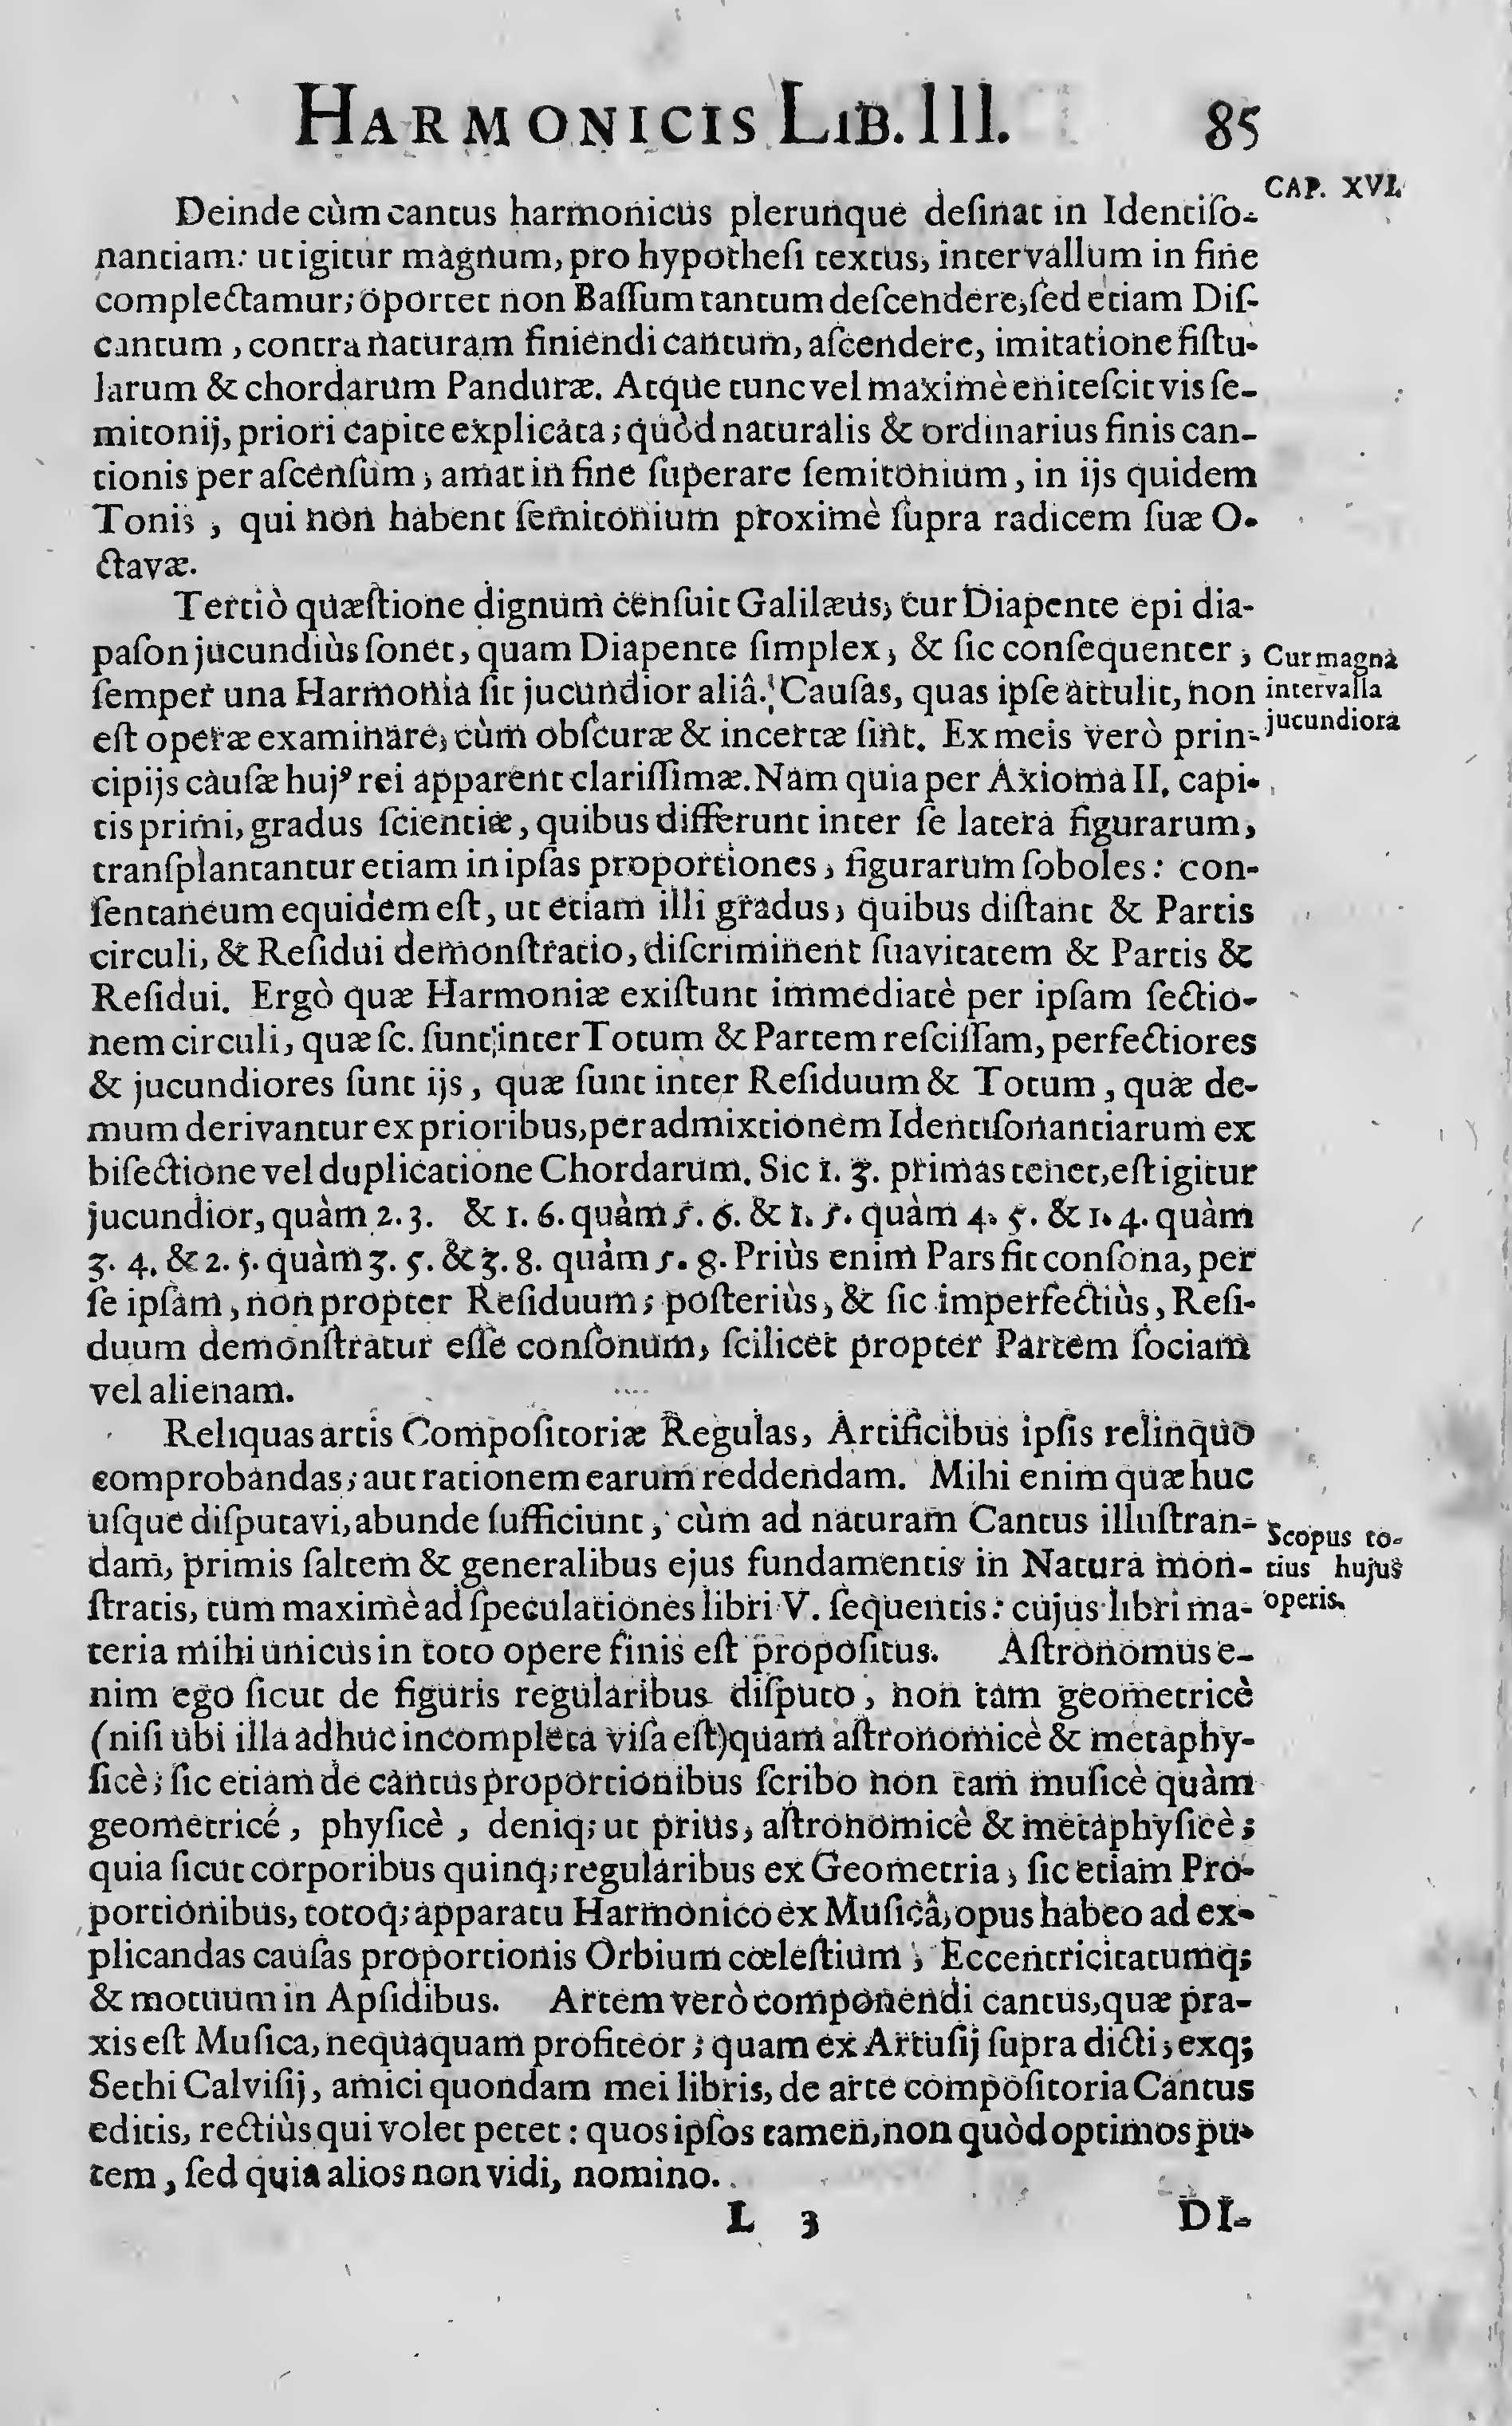 HARMONICIS LIB. III. 85
CAP. XVI.
Deinde cùm cantus harmonicus plerunque deſinat in Identiſo-
nantiam: ut igitur magnum, pro hypotheſi textus, intervallum in fine
complectamur; oportet non Baſſum tantum deſcendere, ſed etiam Diſ-
cantum, contra naturam finiendi cantum, aſcendere, imitatione fiſtu-
larum & chordarum Panduræ. Atque tunc vel maximè eniteſcit vis ſe-
mitonij, priori capite explicata; quòd naturalis & ordinarius finis can-
tionis per aſcenſum, amat in fine ſuperare ſemitonium, in ijs quidem
Tonis, qui non habent ſemitonium proximè ſupra radicem ſuæ O-
ctavæ.
Tertiò quæſtione dignum cenſuit Galilæus, cur Diapente epi dia-
paſon jucundiùs ſonet, quam Diapente ſimplex, & ſic conſequenter,
ſemper una Harmonia ſit jucundior aliâ. Cauſas, quas ipſe attulit, non
eſt operæ examinare, cùm obſcuræ & incertæ ſint. Ex meis verò prin-
Cur magna
intervalla
jucundiora
cipijs cauſæ hujꝰ rei apparent clariſſimæ. Nam quia per Axioma II. capi-
tis primi, gradus ſcientiæ, quibus differunt inter ſe latera figurarum,
tranſplantantur etiam in ipſas proportiones, figurarum ſoboles: con-
ſentaneum equidem eſt, ut etiam illi gradus, quibus diſtant & Partis
circuli, & Reſidui demonſtratio, diſcriminent ſuavitatem & Partis &
Reſidui. Ergò quæ Harmoniæ exiſtunt immediatè per ipſam ſectio-
nem circuli, quæ ſc. ſunt inter Totum & Partem reſciſſam, perfectiores
& jucundiores ſunt ijs, quæ ſunt inter Reſiduum & Totum, quæ de-
mum derivantur ex prioribus, per admixtionem Identiſonantiarum ex
biſectione vel duplicatione Chordarum. Sic 1. 3. primas tenet, eſt igitur
jucundior, quàm 2. 3. & 1. 6. quàm 5. 6. & 1. 5. quàm 4. 5. & 1. 4. quàm
3. 4. & 2. 5. quàm 3. 5. & 3. 8. quàm 5. 8. Priùs enim Pars fit conſona, per
ſe ipſam, non propter Reſiduum; poſteriùs, & ſic imperfectiùs, Reſi-
duum demonſtratur eſſe conſonum, ſcilicet propter Partem ſociam
vel alienam.
Reliquas artis Compoſitoriæ Regulas, Artificibus ipſis relinquo
comprobandas; aut rationem earum reddendam. Mihi enim quæ huc
uſque diſputavi, abunde ſufficiunt, cùm ad naturam Cantus illuſtran-
dam, primis ſaltem & generalibus ejus fundamentis in Natura mon-
ſtratis, tum maximè ad ſpeculationes libri V. ſequentis: cujus libri ma-
Scopus to-
tius hujus
operis.
teria mihi unicus in toto opere finis eſt propoſitus. Aſtronomus e-
nim ego ſicut de figuris regularibus diſputo, non tam geometricè
(niſi ubi illa adhuc incompleta viſa eſt) quam aſtronomicè & metaphy-
ſicè; ſic etiam de cantus proportionibus ſcribo non tam muſicè quàm
geometricé, phyſicè, deniq; ut prius, aſtronomicè & metaphyſicè;
quia ſicut corporibus quinq; regularibus ex Geometria, ſic etiam Pro-
portionibus, totoq; apparatu Harmonico ex Muſicâ, opus habeo ad ex-
plicandas cauſas proportionis Orbium cœleſtium, Eccentricitatumq;
& motuum in Apſidibus. Artem verò componendi cantus, quæ pra-
xis eſt Muſica, nequaquam profiteor; quam ex Artuſij ſupra dicti, exq;
Sethi Calviſij, amici quondam mei libris, de arte compoſitoria Cantus
editis, rectiùs qui volet petet: quos ipſos tamen, non quòd optimos pu-
tem, ſed quia alios non vidi, nomino.
L 3 DI-